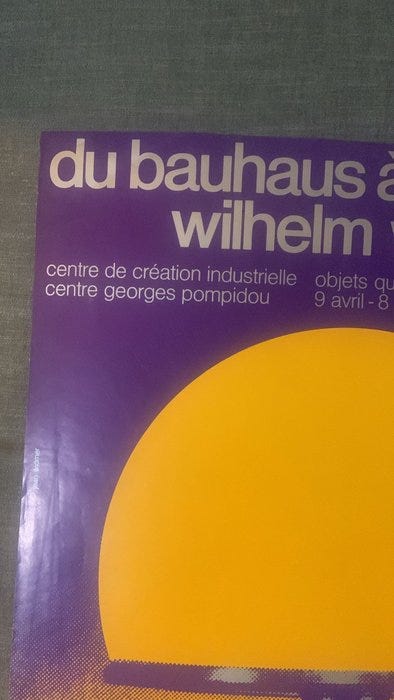 du bauhaus à
wilhelm
centre de création industrielle
centre georges pompidou
objets qu
9 avril - 8